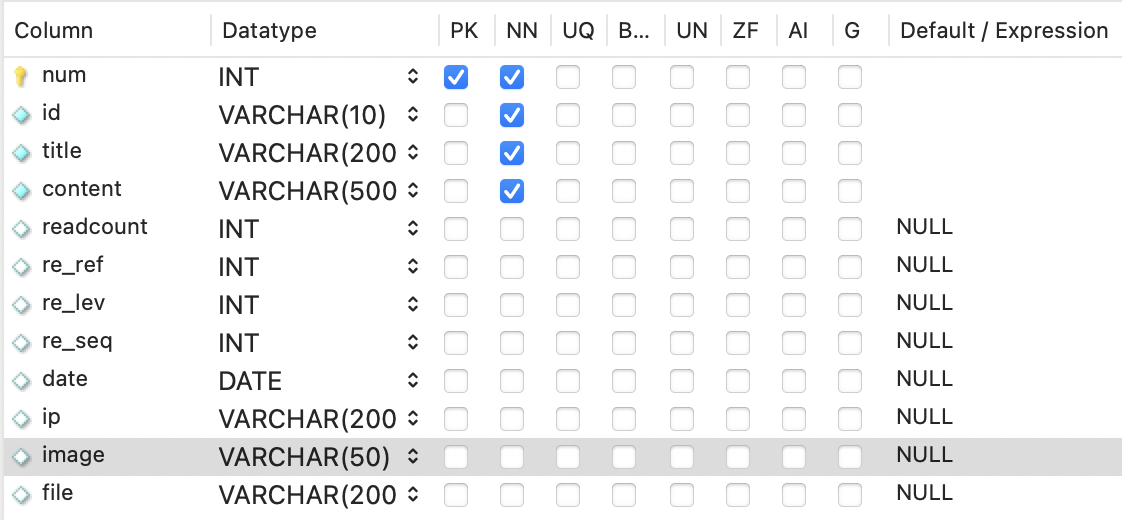 Column Datatype PK NN UQ B... UN ZF AI G Default / Expression
num INT
id VARCHAR(10)
title VARCHAR(200
content VARCHAR(500
readcount INT NULL
re_ref INT NULL
re_lev INT NULL
re_seq INT NULL
date DATE NULL
ip VARCHAR(200 NULL
image VARCHAR(50) NULL
file VARCHAR(200 NULL